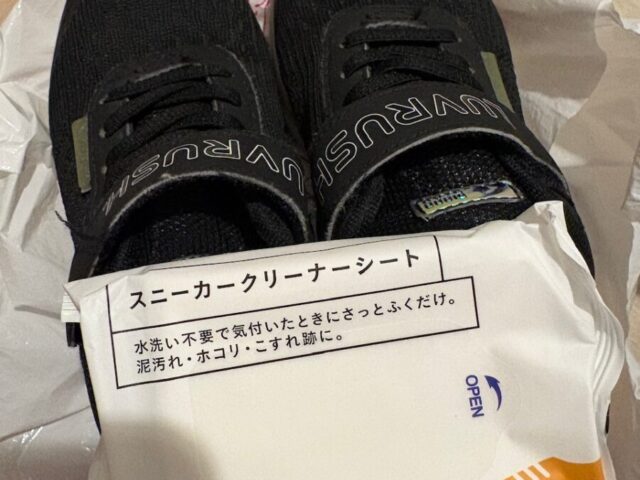 LUVRUSH
LUVRUSH
スニーカークリーナーシート
水洗い不要で気付いたときにさっとふくだけ。
泥汚れ・ホコリ・こすれ跡に。
OPEN